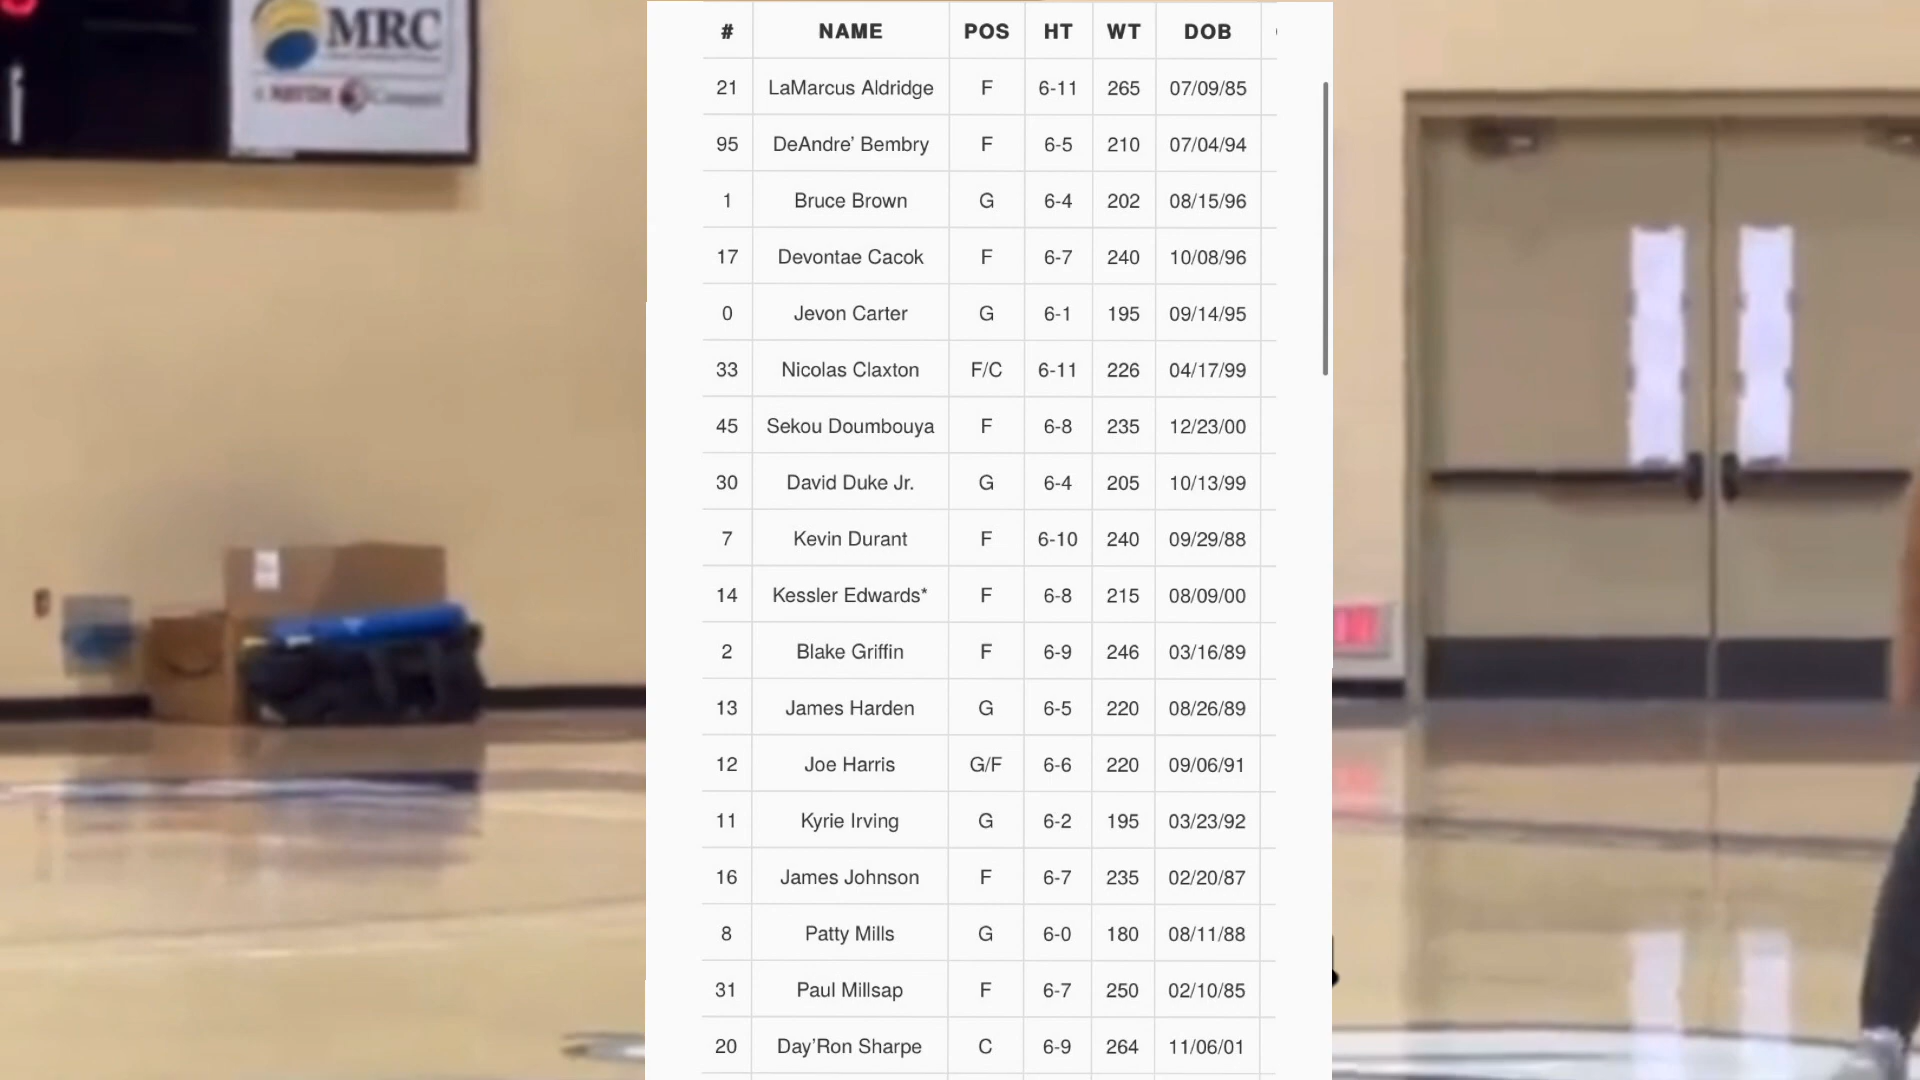 MRC
# NAME POS HT WT DOB
21 LaMarcus Aldridge F 6-11 265 07/09/85
95 DeAndre’ Bembry F 6-5 210 07/04/94
1 Bruce Brown G 6-4 202 08/15/96
17 Devontae Cacok F 6-7 240 10/08/96
0 Jevon Carter G 6-1 195 09/14/95
33 Nicolas Claxton F/C 6-11 226 04/17/99
45 Sekou Doumbouya F 6-8 235 12/23/00
30 David Duke Jr. G 6-4 205 10/13/99
7 Kevin Durant F 6-10 240 09/29/88
14 Kessler Edwards* F 6-8 215 08/09/00
2 Blake Griffin F 6-9 246 03/16/89
13 James Harden G 6-5 220 08/26/89
12 Joe Harris G/F 6-6 220 09/06/91
11 Kyrie Irving G 6-2 195 03/23/92
16 James Johnson F 6-7 235 02/20/87
8 Patty Mills G 6-0 180 08/11/88
31 Paul Millsap F 6-7 250 02/10/85
20 Day’Ron Sharpe C 6-9 264 11/06/01